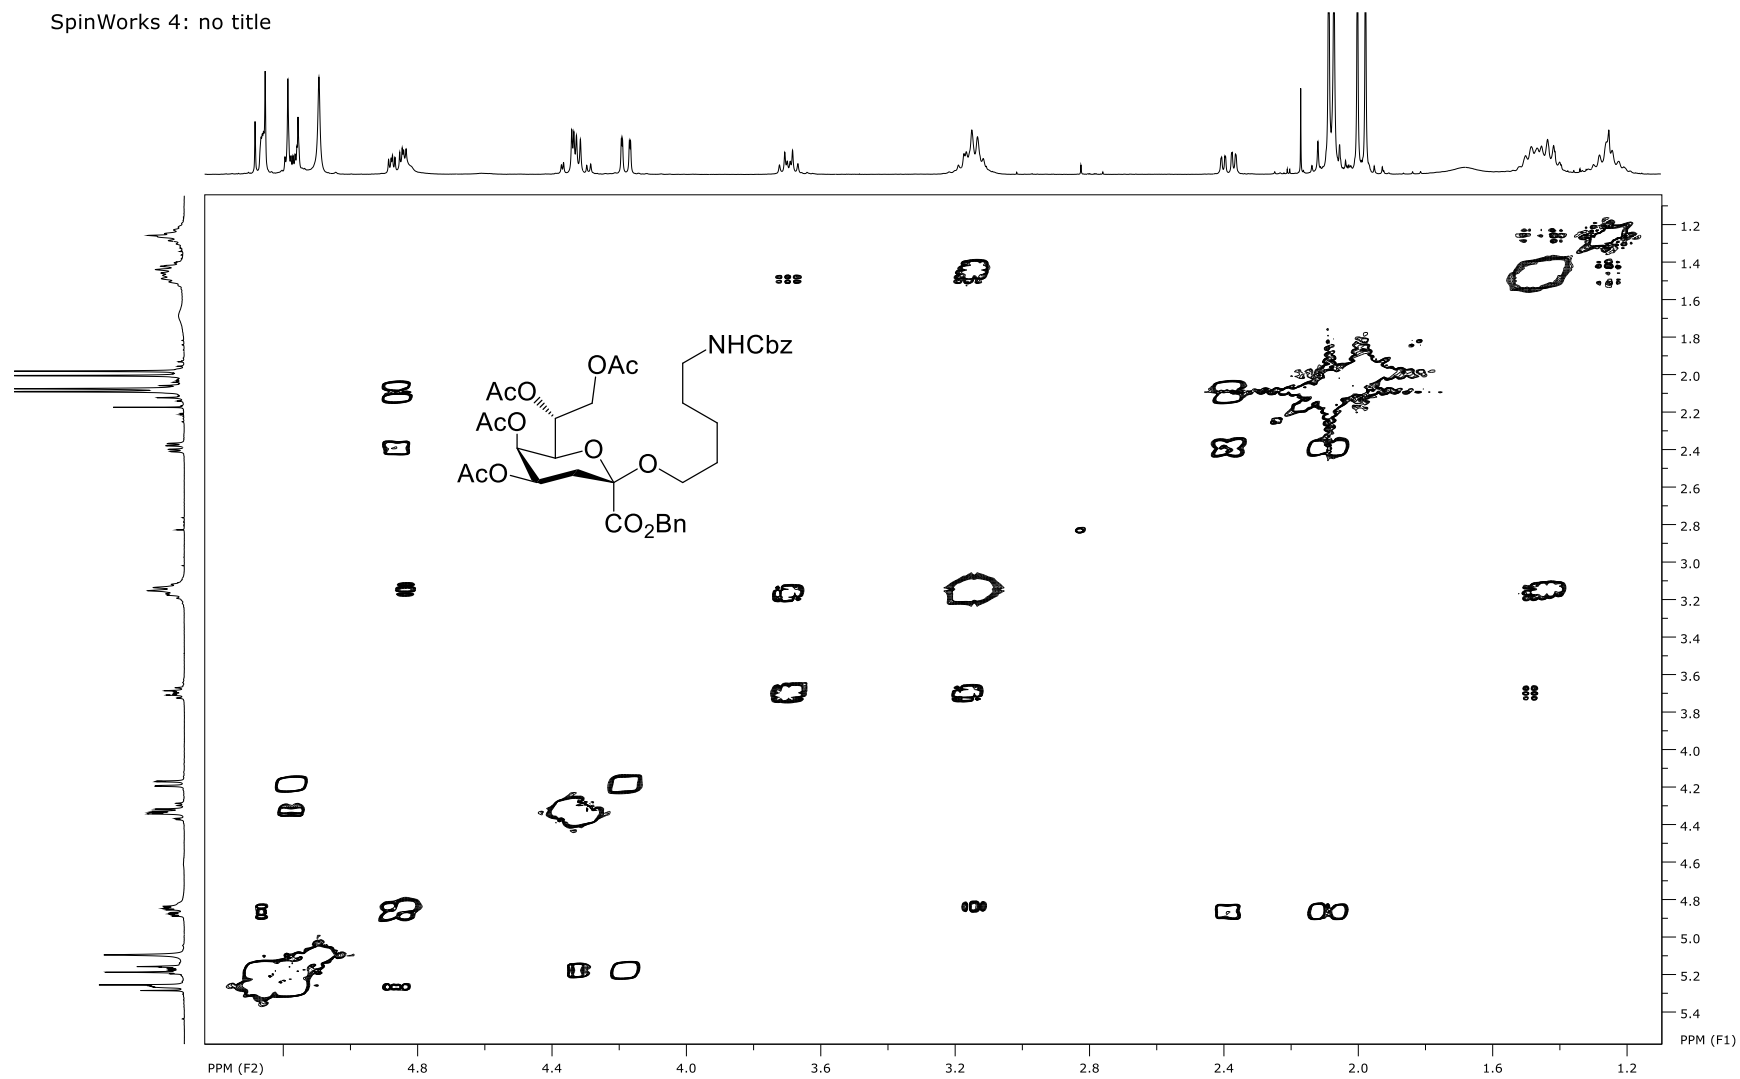 SpinWorks 4: no title
NHCbz
OAc
AcO
AcO
O
O
AcO
CO2Bn
1.2
1.4
1.6
1.8
2.0
2.2
2.4
2.6
2.8
3.0
3.2
3.4
3.6
3.8
4.0
4.2
4.4
4.6
4.8
5.0
5.2
5.4
PPM (F1)
PPM (F2) 4.8 4.4 4.0 3.6 3.2 2.8 2.4 2.0 1.6 1.2